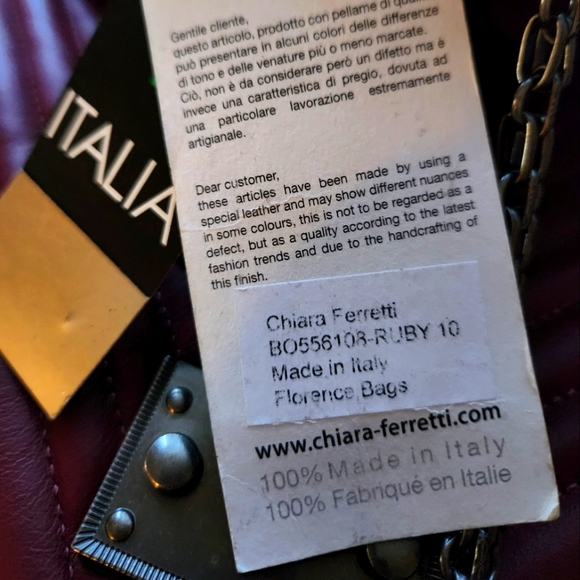 ITALIA
Gentile cliente,
questo articolo, prodotto con pellame di
può presentare in alcuni colori delle differenze
di tono e delle venature più o meno marcate.
Ciò, non è da considerare però un difetto ma è
invece una caratteristica di pregio, dovuta ad
una particolare lavorazione estremamente
artigianale.
Dear customer,
these articles have been made by using a
special leather and may show different nuances
in some colours, this is not to be regarded as a
defect, but as a quality according to the latest
fashion trends and due to the handcrafting of
this finish.
Chiara Ferretti
BO556108-RUBY 10
Made in Italy
Florence Bags
www.chiara-ferretti.com
100% Made in Italy
100% Fabriqué en Italie